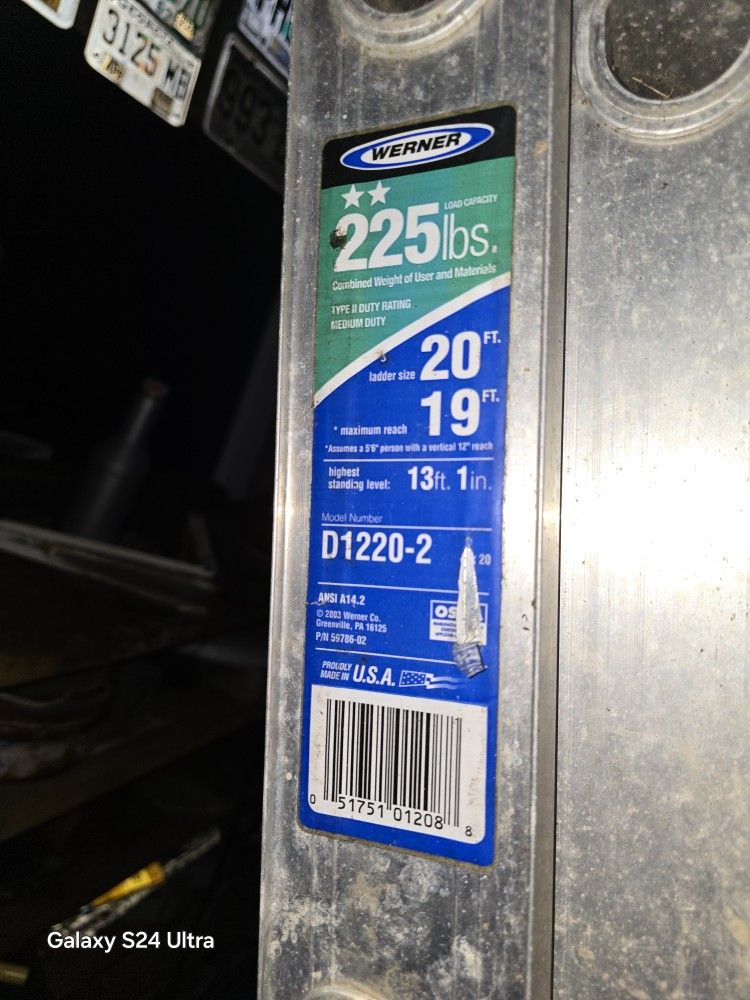 3125 WB
WERNER
LOAD CAPACITY
225 lbs.
Combined Weight of User and Materials
TYPE II DUTY RATING
MEDIUM DUTY
ladder size 20 FT.
* maximum reach 19 FT.
*Assumes a 5'6" person with a vertical 12" reach
highest
standing level: 13ft. 1in.
Model Number
D1220-2
20
ANSI A14.2
© 2003 Werner Co.
Greenville, PA 16125
P/N 59786-02
PROUDLY
MADE IN U.S.A.
0 51751 01208 8
Galaxy S24 Ultra